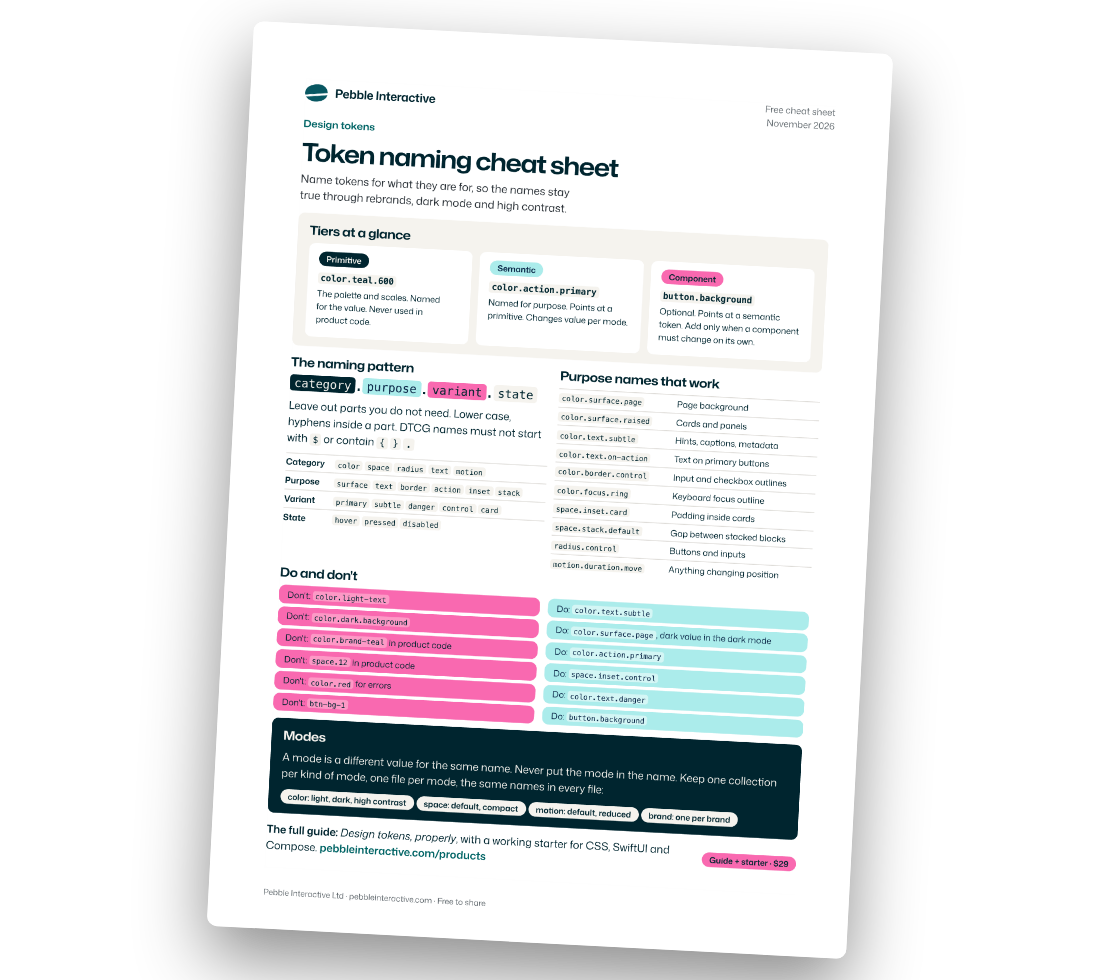 Pebble Interactive
Free cheat sheet
November 2026
Design tokens
Token naming cheat sheet
Name tokens for what they are for, so the names stay
true through rebrands, dark mode and high contrast.
Tiers at a glance
Primitive
color.teal.600
The palette and scales. Named
for the value. Never used in
product code.
Semantic
color.action.primary
Named for purpose. Points at a
primitive. Changes value per mode.
Component
button.background
Optional. Points at a semantic
token. Add only when a component
must change on its own.
The naming pattern
category . purpose . variant . state
Leave out parts you do not need. Lower case,
hyphens inside a part. DTCG names must not start
with $ or contain { } .
Category color space radius text motion
Purpose surface text border action inset stack
Variant primary subtle danger control card
State hover pressed disabled
Purpose names that work
color.surface.page Page background
color.surface.raised Cards and panels
color.text.subtle Hints, captions, metadata
color.text.on-action Text on primary buttons
color.border.control Input and checkbox outlines
color.focus.ring Keyboard focus outline
space.inset.card Padding inside cards
space.stack.default Gap between stacked blocks
radius.control Buttons and inputs
motion.duration.move Anything changing position
Do and don't
Don't: color.light-text
Do: color.text.subtle
Don't: color.dark.background
Do: color.surface.page , dark value in the dark mode
Don't: color.brand-teal in product code
Do: color.action.primary
Don't: space.12 in product code
Do: space.inset.control
Don't: color.red for errors
Do: color.text.danger
Don't: btn-bg-1
Do: button.background
Modes
A mode is a different value for the same name. Never put the mode in the name. Keep one collection
per kind of mode, one file per mode, the same names in every file:
color: light, dark, high contrast space: default, compact motion: default, reduced brand: one per brand
The full guide: Design tokens, properly, with a working starter for CSS, SwiftUI and
Compose. pebbleinteractive.com/products
Guide + starter · $29
Pebble Interactive Ltd · pebbleinteractive.com · Free to share